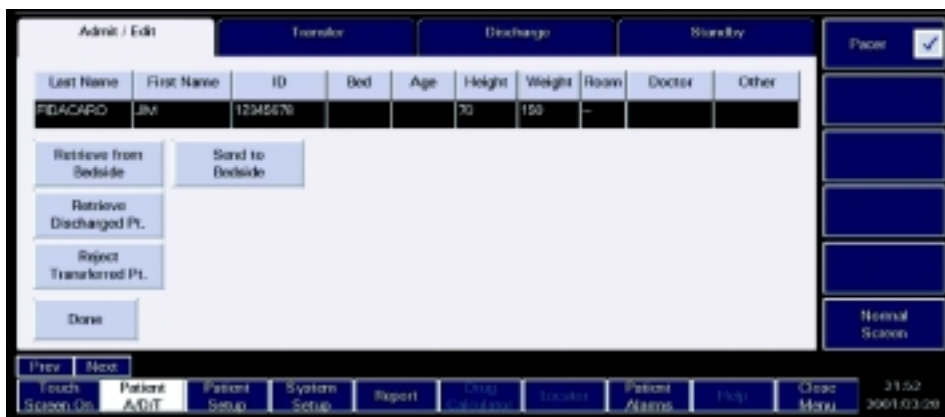 Admit / Edit Transfer Discharge Standby
Pacer
Last Name First Name ID Bed Age Height Weight Room Doctor Other
FIDACARO JIM 12345678 70 150 --
Retrieve from
Bedside
Send to
Bedside
Retrieve
Discharged Pt.
Reject
Transferred Pt.
Done
Normal
Screen
Prev Next
Touch
Screen On
Patient
A/D/T
Patient
Setup
System
Setup
Report
Drug
Calculator
Locator
Patient
Alarms
Help
Close
Menu
21:52
2001:03:28